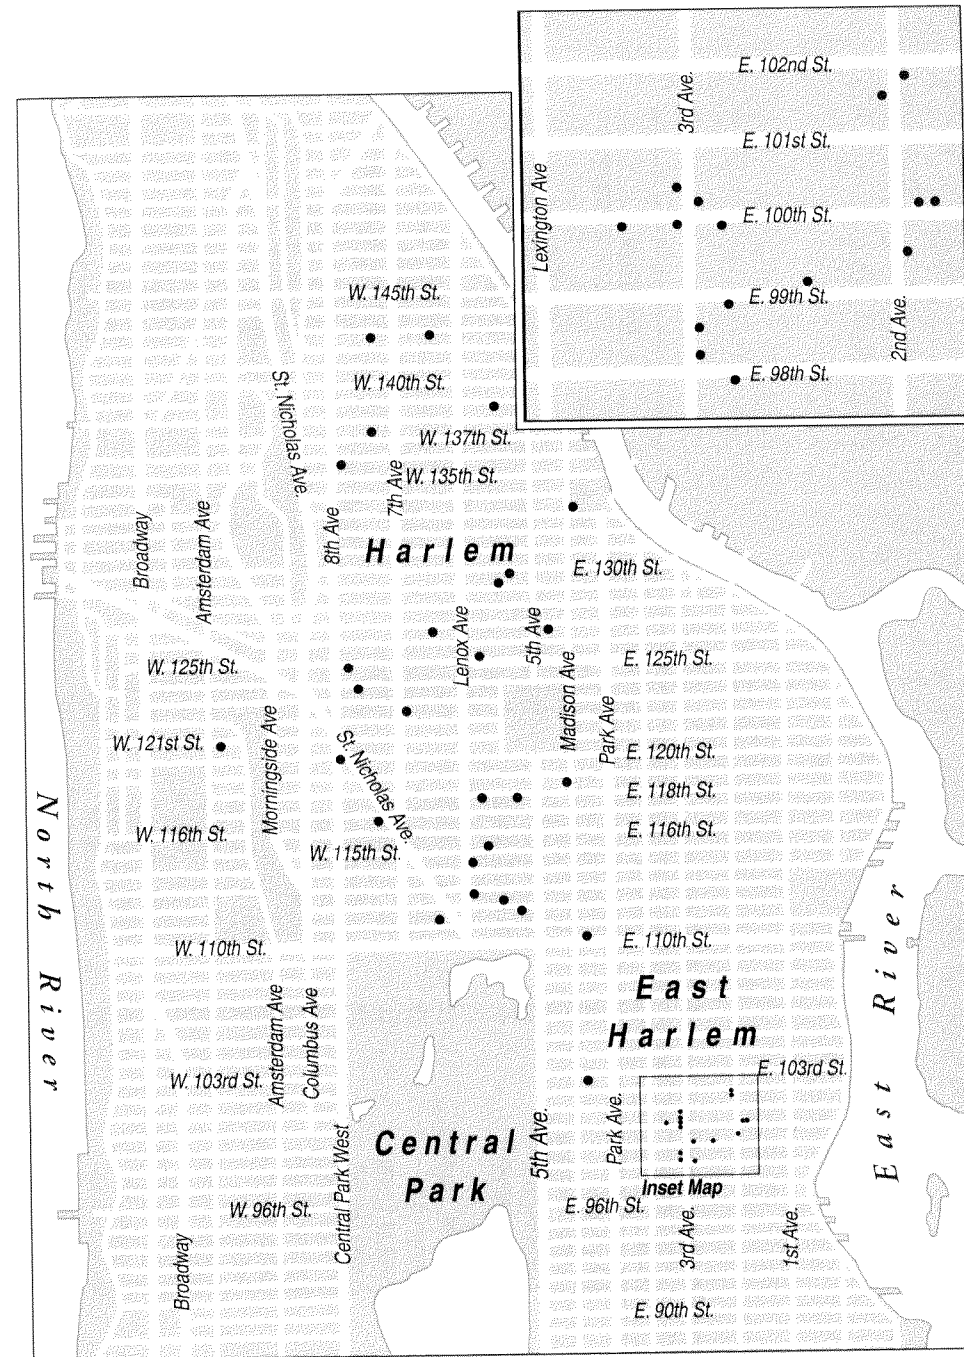 E. 102nd St.
3rd Ave.
E. 101st St.
Lexington Ave
E. 100th St.
E. 99th St.
2nd Ave.
E. 98th St.
W. 145th St.
W. 140th St.
St. Nicholas Ave.
W. 137th St.
7th Ave
W. 135th St.
Broadway
Amsterdam Ave
8th Ave
Harlem
E. 130th St.
Lenox Ave
5th Ave
W. 125th St.
E. 125th St.
Madison Ave
Park Ave
W. 121st St.
Morningside Ave
St. Nicholas Ave
E. 120th St.
E. 118th St.
North River
W. 116th St.
E. 116th St.
W. 115th St.
W. 110th St.
E. 110th St.
East River
East
Harlem
Amsterdam Ave
Columbus Ave
W. 103rd St.
E. 103rd St.
Central
Park
Central Park West
5th Ave.
Park Ave.
Inset Map
W. 96th St.
E. 96th St.
3rd Ave.
1st Ave.
Broadway
E. 90th St.